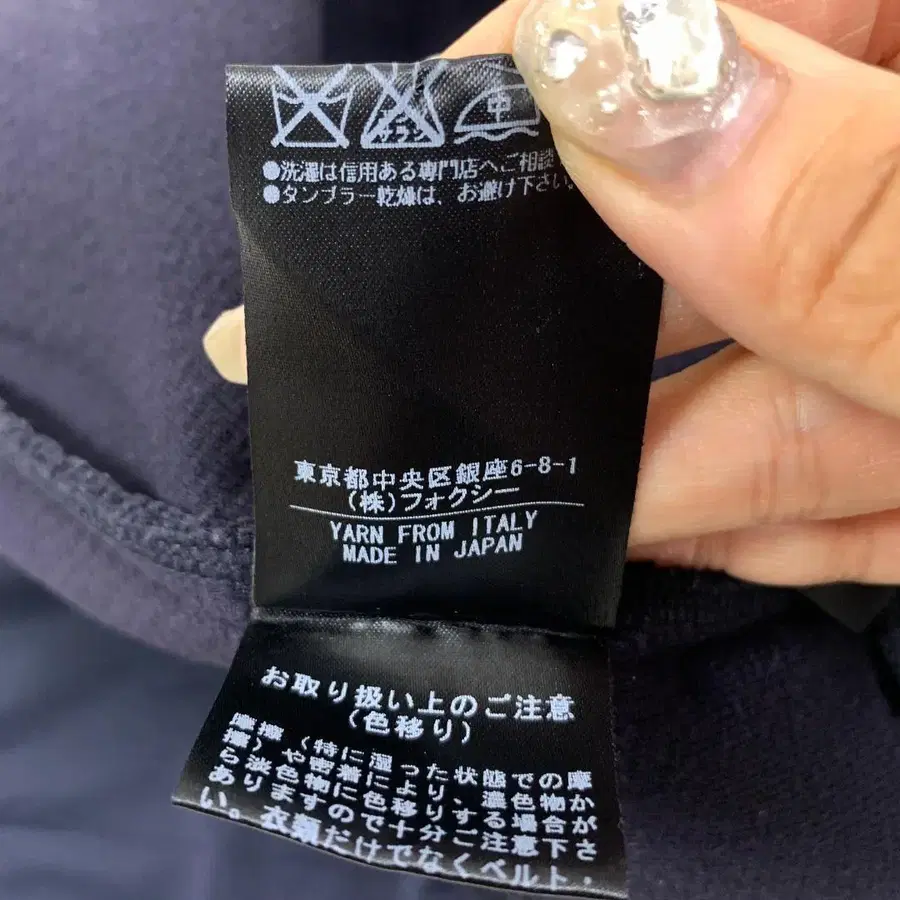 エンソ
サラシ
中
●洗濯は信用ある専門店へご相談
●タンブラー乾燥は、お避け下さい。
東京都中央区銀座6-8-1
(株)フォクシー
YARN FROM ITALY
MADE IN JAPAN
お取り扱い上のご注意
(色移り)
摩擦(特に湿った状態での摩
擦)や密着により、濃色物か
ら淡色物に色移りする場合が
ありますので十分ご注意下さ
い。衣類だけでなくベルト・